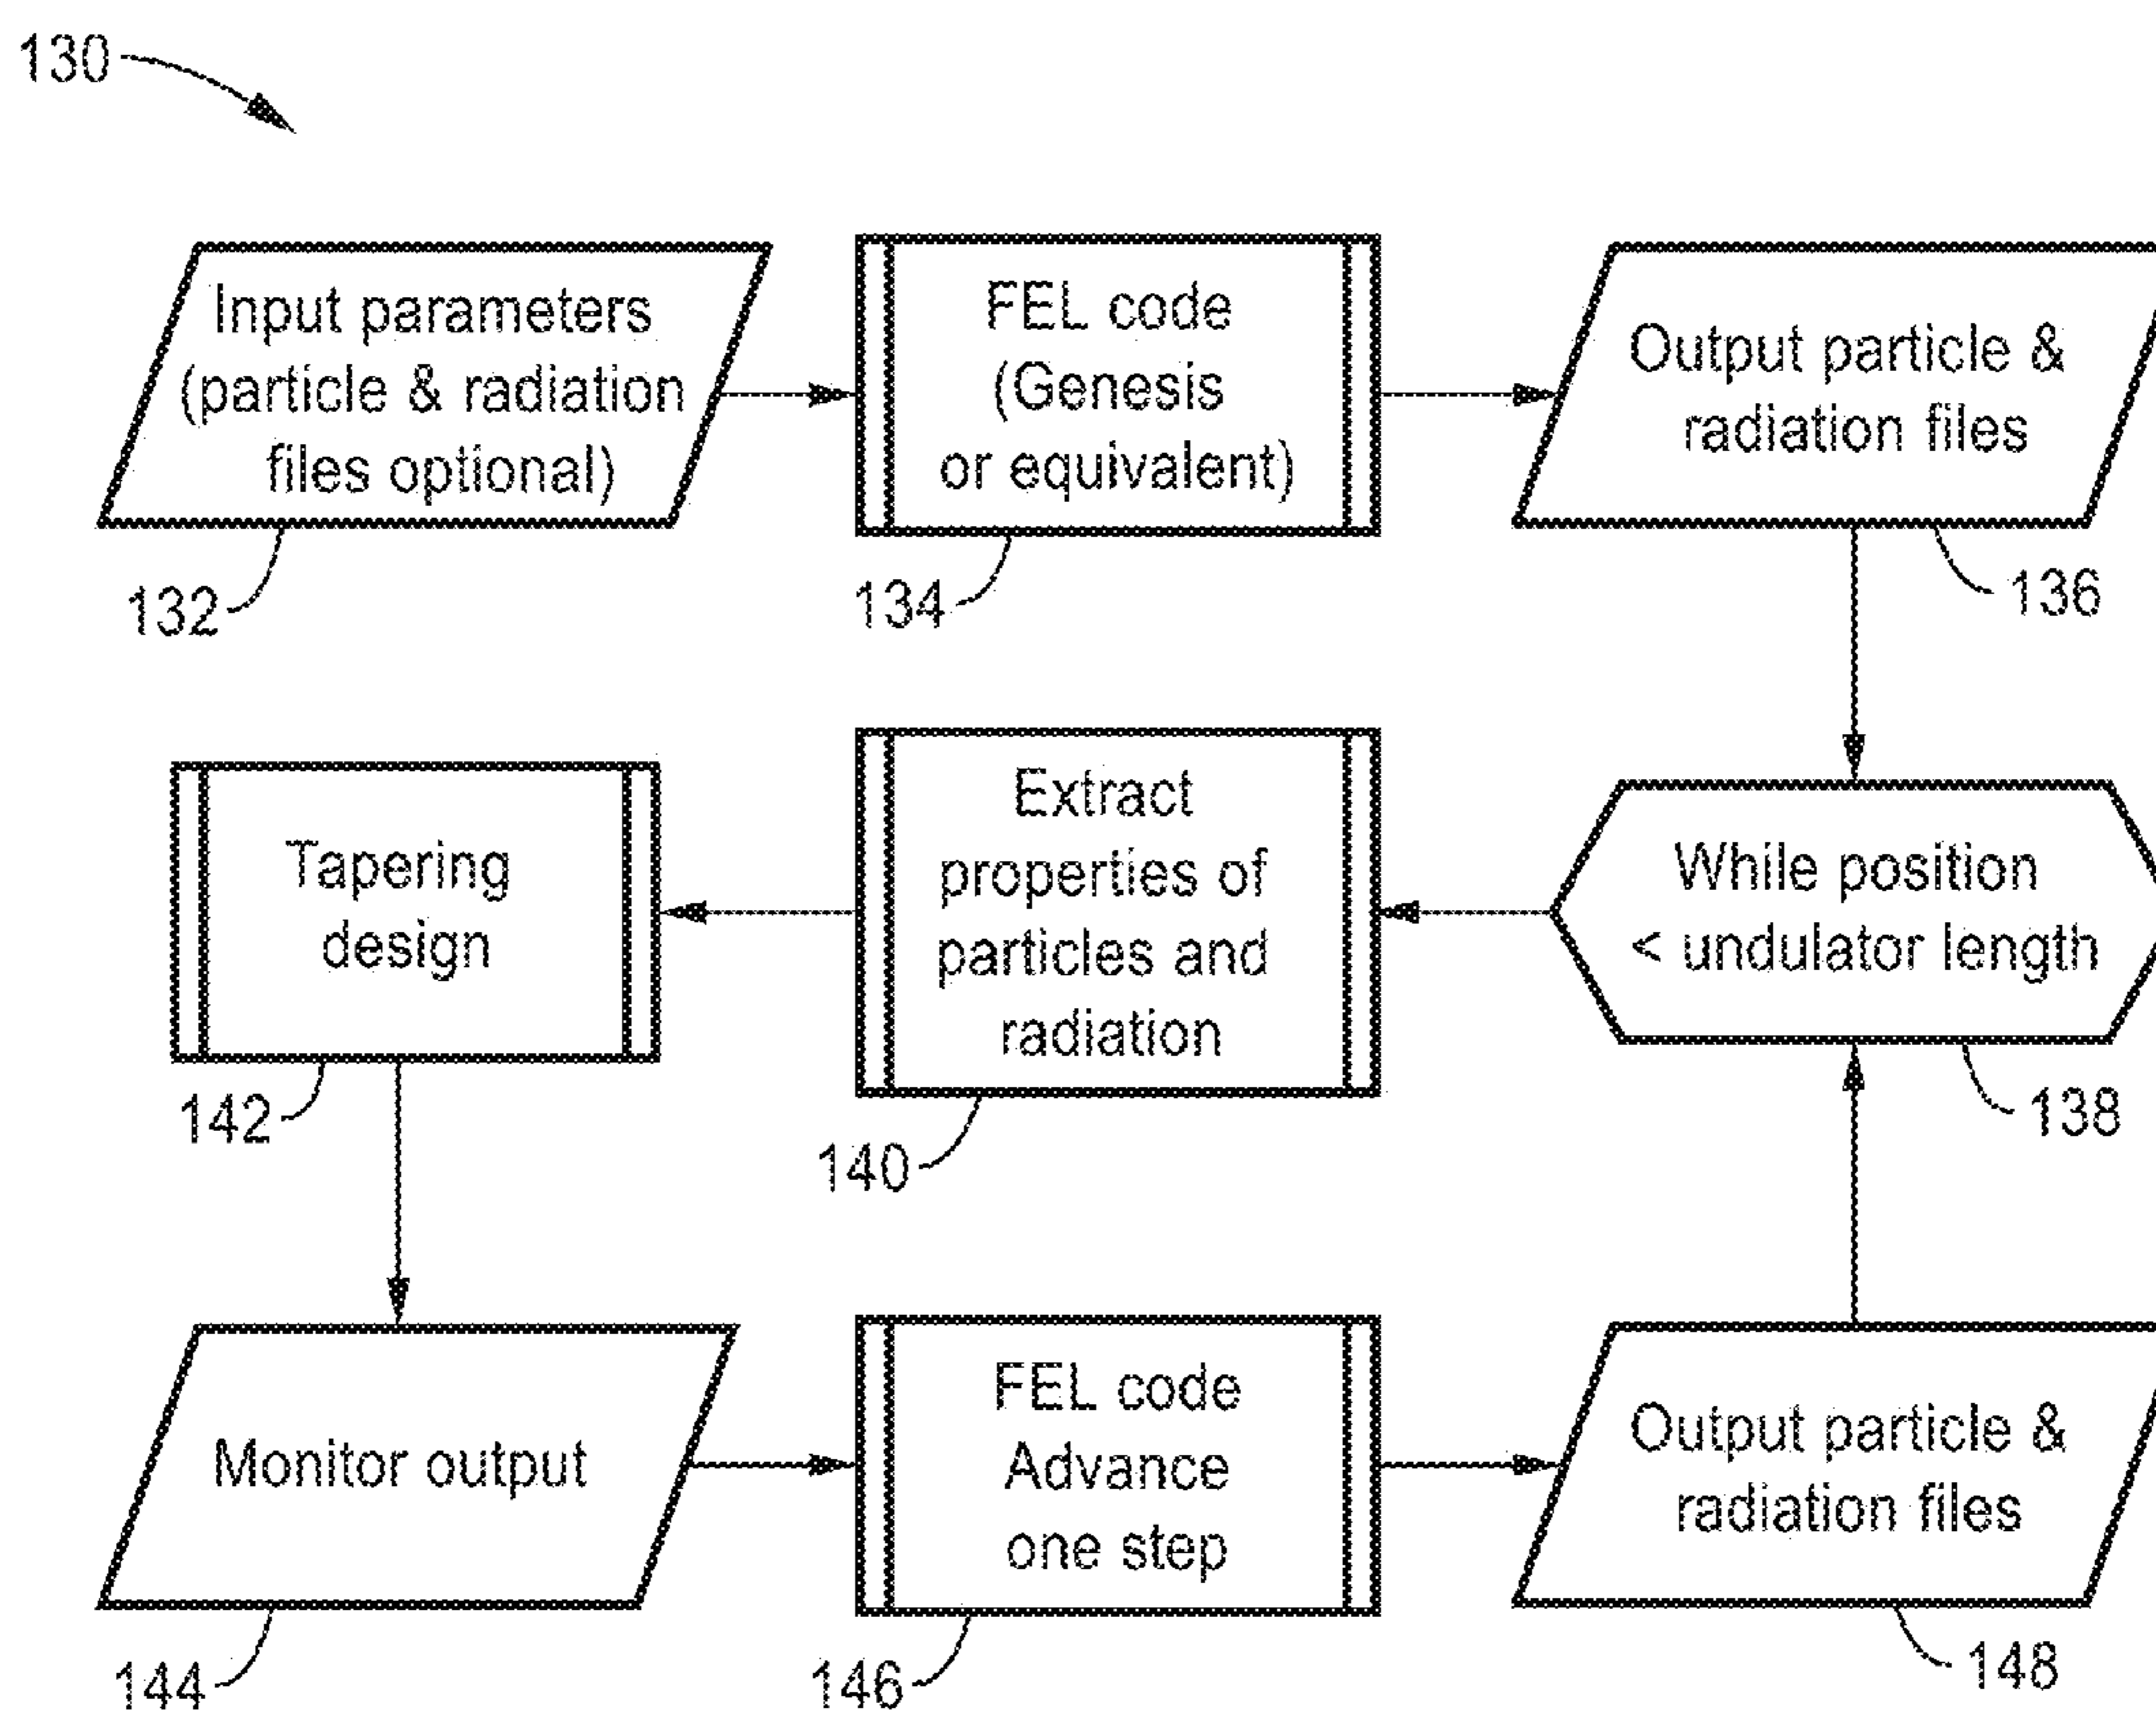 130
Input parameters
(particle & radiation
files optional)
132
FEL code
(Genesis
or equivalent)
134
Output particle &
radiation files
136
Tapering
design
142
Extract
properties of
particles and
radiation
140
While position
< undulator length
138
Monitor output
144
FEL code
Advance
one step
146
Output particle &
radiation files
148